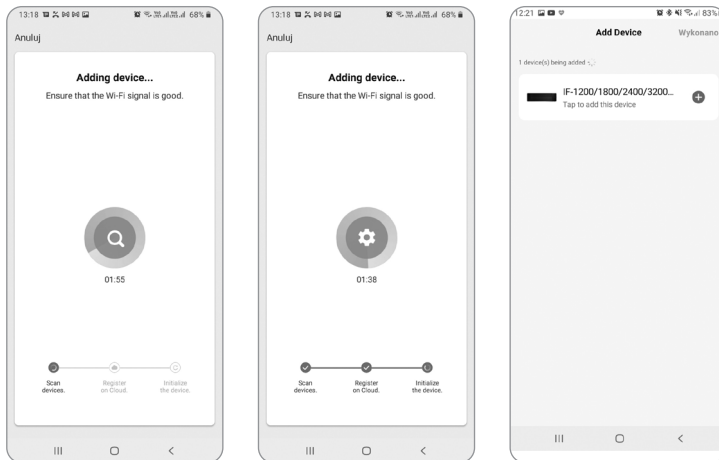 13:18
68%
Anuluj
Adding device...
Ensure that the Wi-Fi signal is good.
01:55
Scan
devices.
Register
on Cloud.
Initialize
the device.
13:18
68%
Anuluj
Adding device...
Ensure that the Wi-Fi signal is good.
01:38
Scan
devices.
Register
on Cloud.
Initialize
the device.
12:21
83%
Add Device
Wykonano
1 device(s) being added
IF-1200/1800/2400/3200...
Tap to add this device